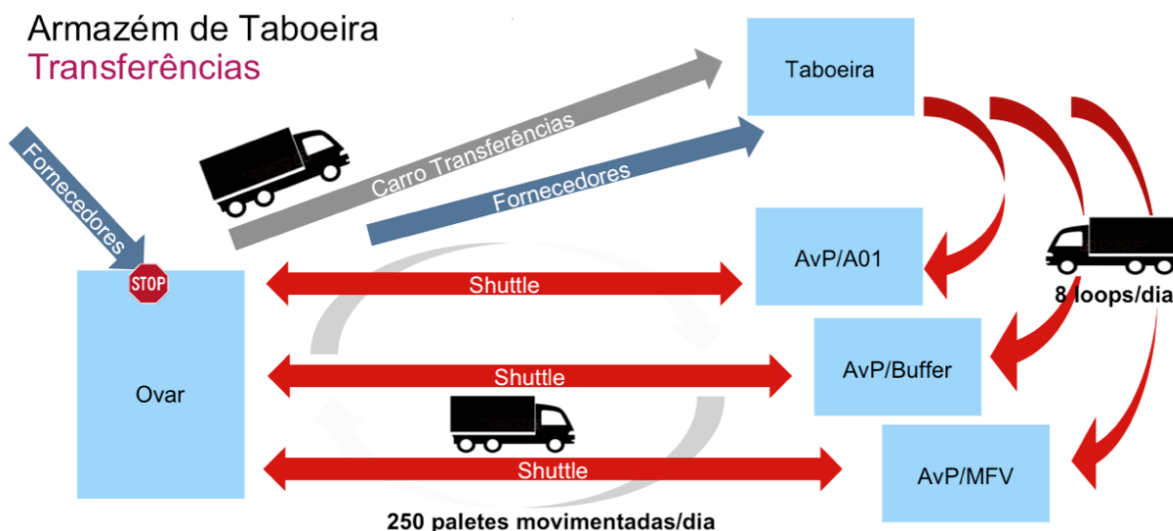 Armazém de Taboeira
Transferências
Taboeira
Carro Transferências
Fornecedores
Fornecedores
STOP
AvP/A01
Shuttle
8 loops/dia
AvP/Buffer
Shuttle
Ovar
AvP/MFV
Shuttle
250 paletes movimentadas/dia